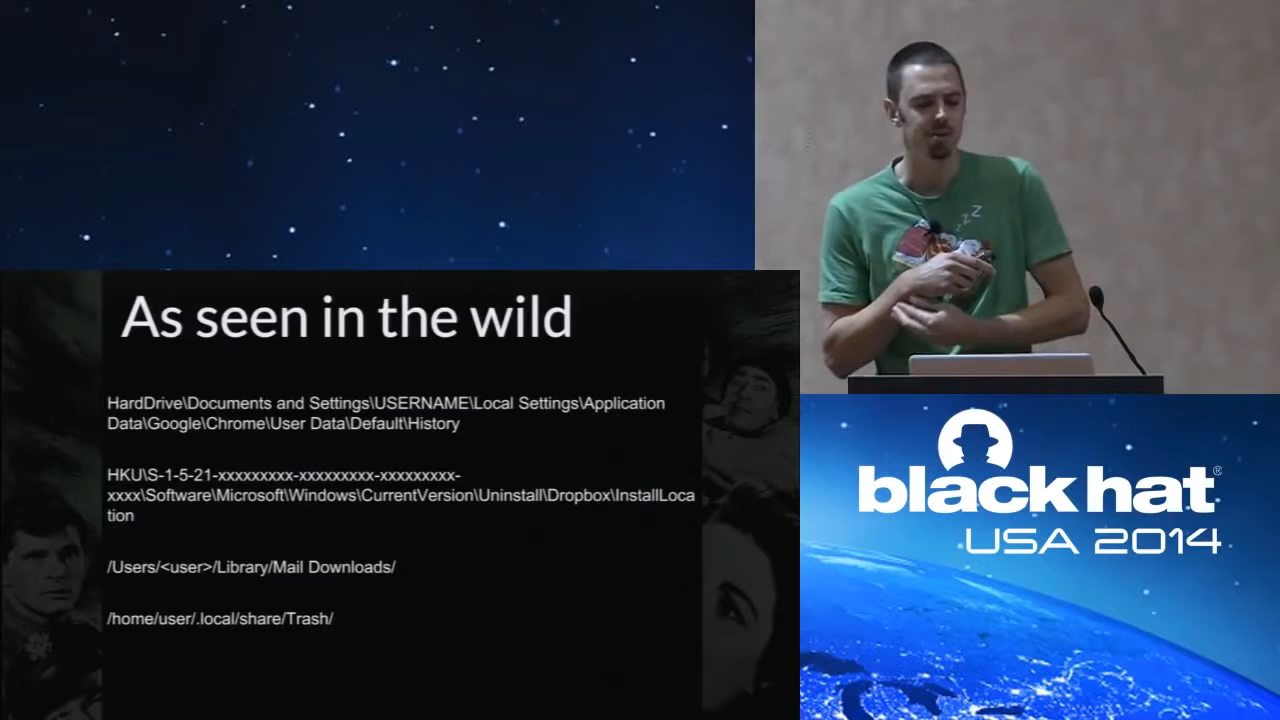 As seen in the wild
HardDrive\Documents and Settings\USERNAME\Local Settings\Application
Data\Google\Chrome\User Data\Default\History
HKU\S-1-5-21-xxxxxxxxx-xxxxxxxxx-xxxxxxxxx-
xxxx\Software\Microsoft\Windows\CurrentVersion\Uninstall\Dropbox\InstallLoca
tion
/Users/<user>/Library/Mail Downloads/
/home/user/.local/share/Trash/
z z Z
black hat®
USA 2014